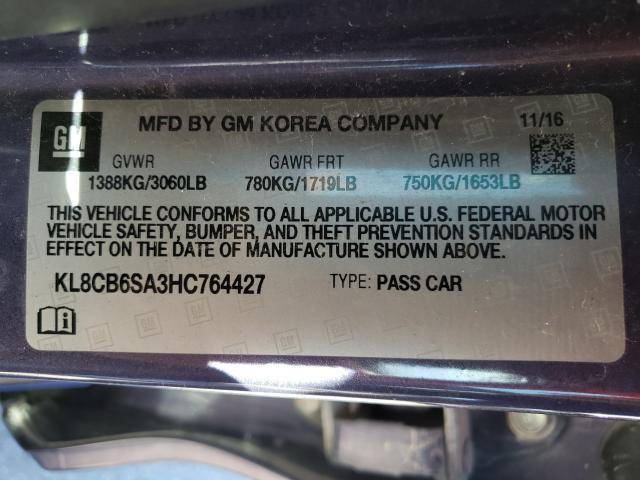 GM
MFD BY GM KOREA COMPANY 11/16
GVWR GAWR FRT GAWR RR
1388KG/3060LB 780KG/1719LB 750KG/1653LB
THIS VEHICLE CONFORMS TO ALL APPLICABLE U.S. FEDERAL MOTOR
VEHICLE SAFETY, BUMPER, AND THEFT PREVENTION STANDARDS IN
EFFECT ON THE DATE OF MANUFACTURE SHOWN ABOVE.
KL8CB6SA3HC764427 TYPE: PASS CAR